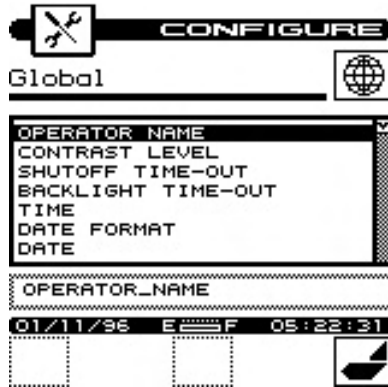 CONFIGURE
Global
OPERATOR NAME
CONTRAST LEVEL
SHUTOFF TIME-OUT
BACKLIGHT TIME-OUT
TIME
DATE FORMAT
DATE
OPERATOR_NAME
01/11/96 E F 05:22:31